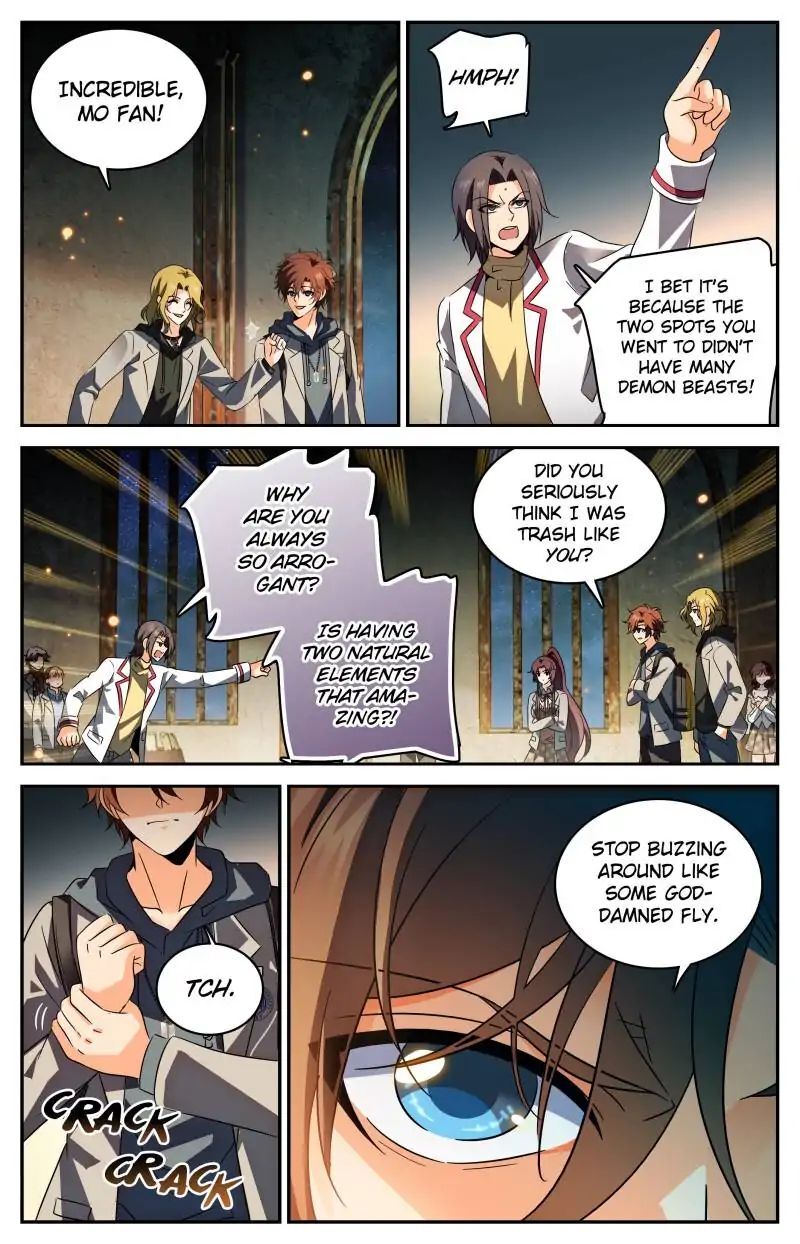 INCREDIBLE,
MO FAN!
HMPH!
I BET IT'S
BECAUSE THE
TWO SPOTS YOU
WENT TO DIDN'T
HAVE MANY
DEMON BEASTS!
WHY
ARE YOU
ALWAYS
SO ARRO-
GANT?
IS HAVING
TWO NATURAL
ELEMENTS
THAT AMA-
ZING?!
DID YOU
SERIOUSLY
THINK I WAS
TRASH LIKE
YOU?
TCH.
CRACK
CRACK
STOP BUZZING
AROUND LIKE
SOME GOD-
DAMNED FLY.